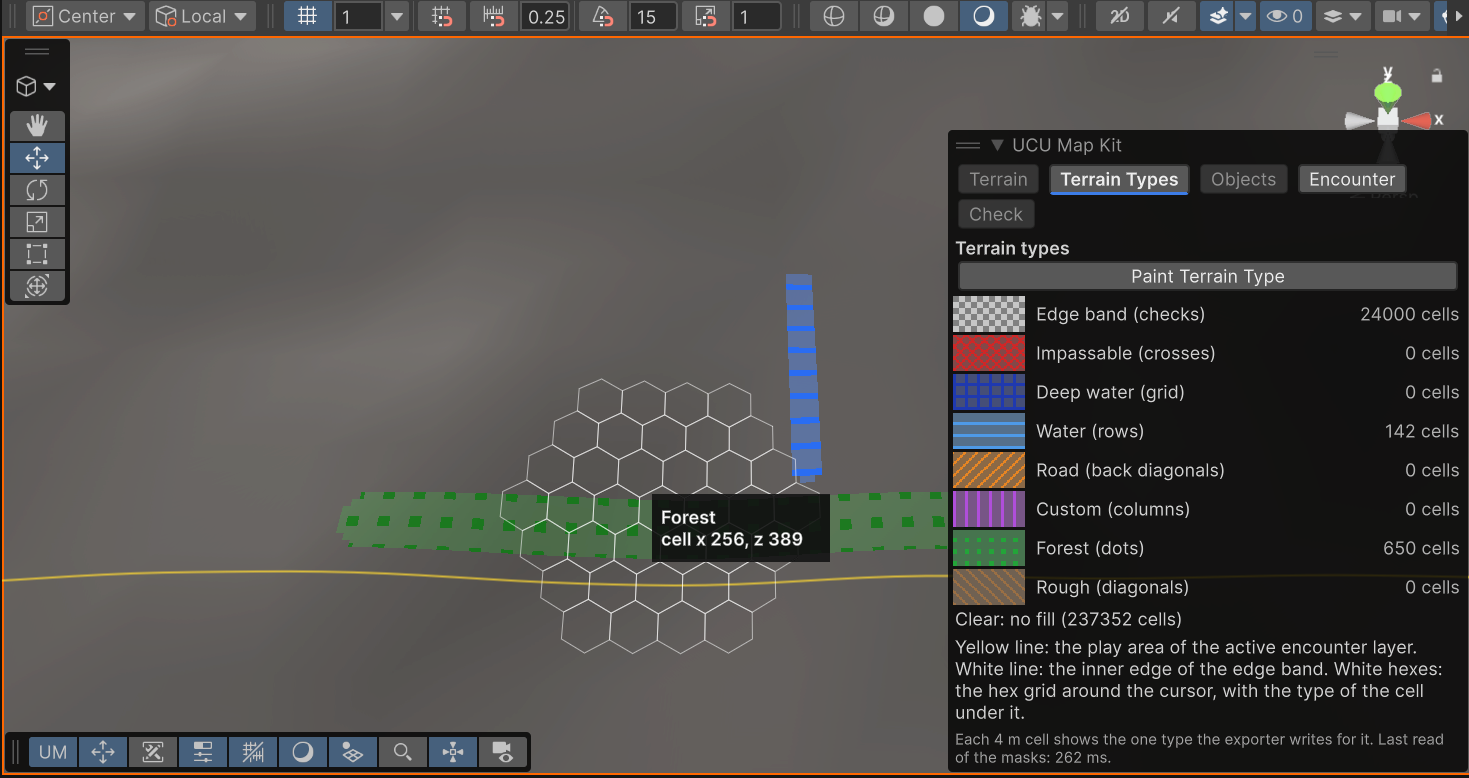 Center
Local
1
0.25
15
1
2D
0
y
x
UCU Map Kit
Terrain
Terrain Types
Objects
Encounter
Check
Terrain types
Paint Terrain Type
Edge band (checks) 24000 cells
Impassable (crosses) 0 cells
Deep water (grid) 0 cells
Water (rows) 142 cells
Road (back diagonals) 0 cells
Custom (columns) 0 cells
Forest (dots) 650 cells
Rough (diagonals) 0 cells
Clear: no fill (237352 cells)
Yellow line: the play area of the active encounter layer.
White line: the inner edge of the edge band. White hexes:
the hex grid around the cursor, with the type of the cell
under it.
Each 4 m cell shows the one type the exporter writes for it. Last read
of the masks: 262 ms.
Forest
cell x 256, z 389
UM